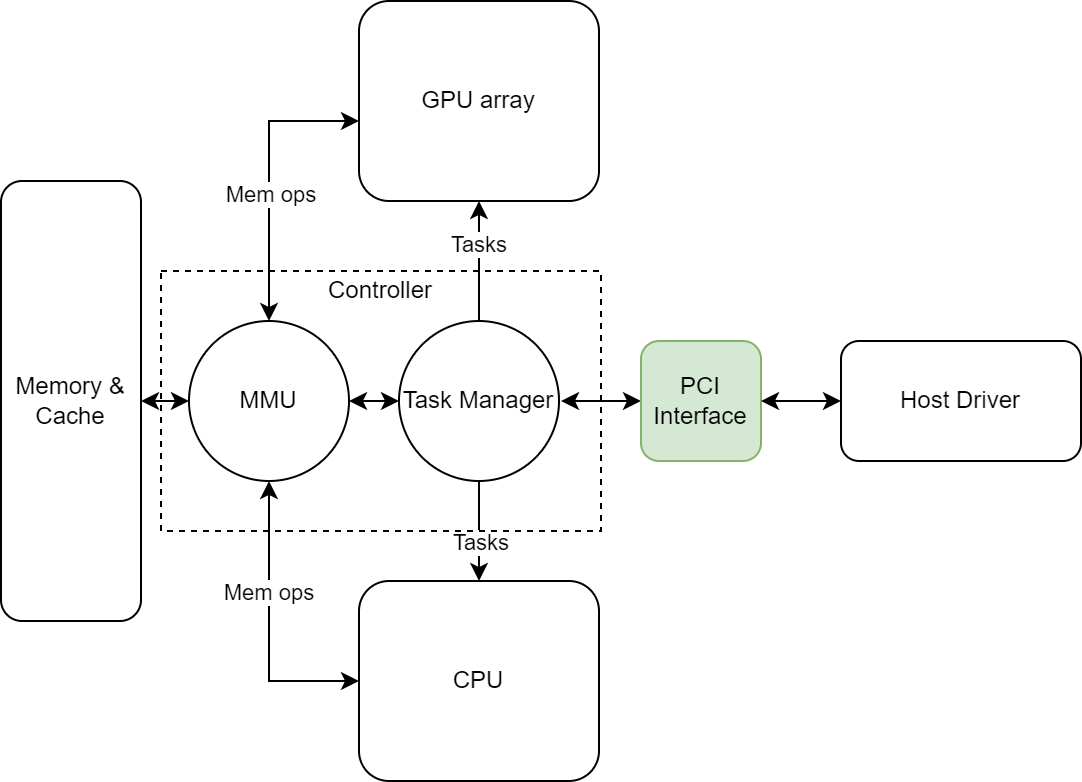 GPU array
Mem ops
Tasks
Controller
Memory &
Cache
MMU
Task Manager
PCI
Interface
Host Driver
Tasks
Mem ops
CPU